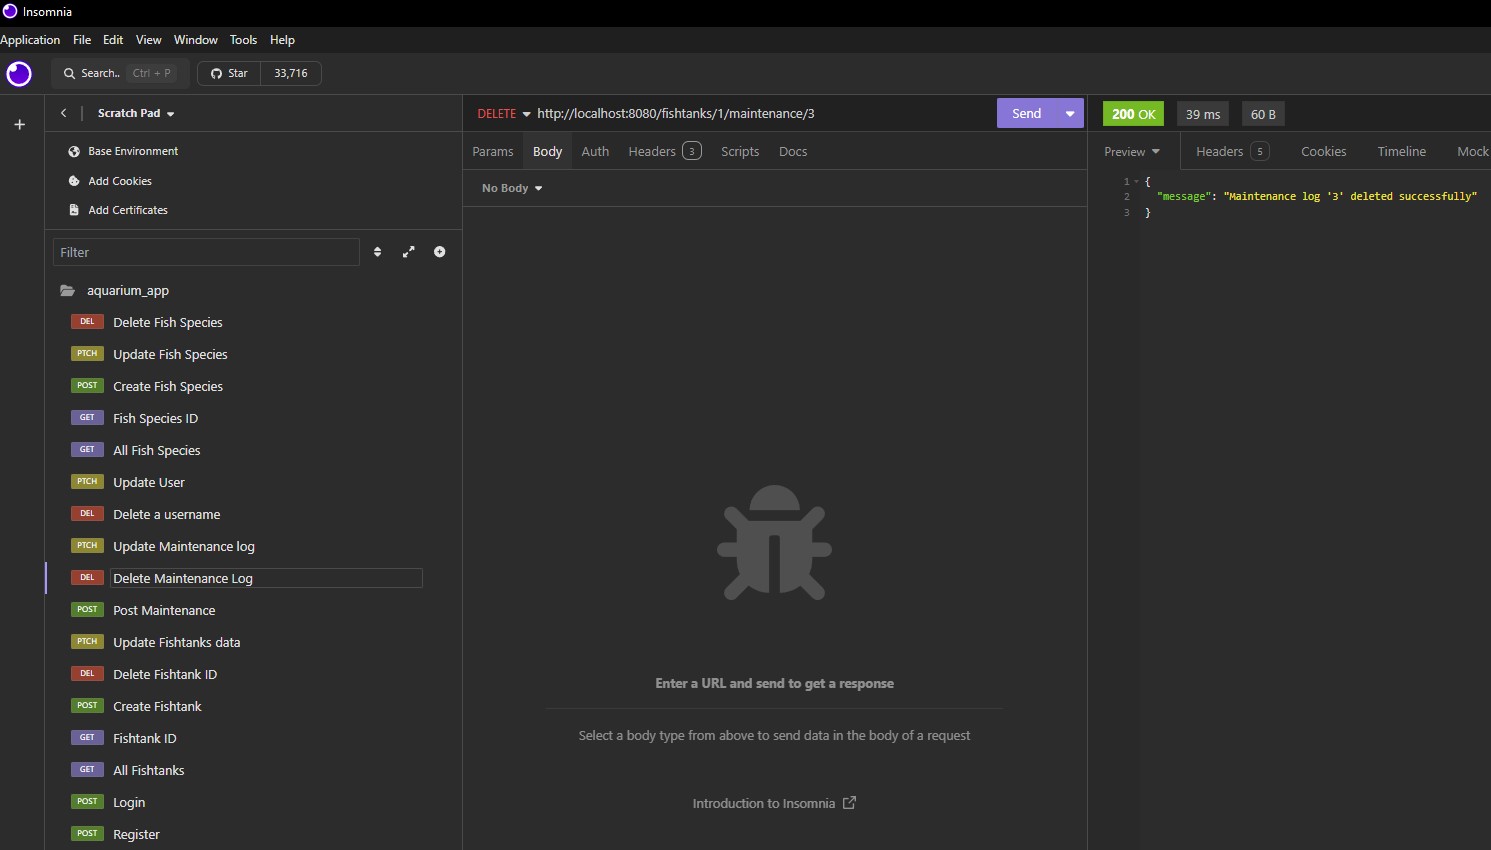 Insomnia
Application File Edit View Window Tools Help
Search.. Ctrl + P Star 33,716
Scratch Pad
Base Environment
Add Cookies
Add Certificates
Filter
aquarium_app
DEL Delete Fish Species
PTCH Update Fish Species
POST Create Fish Species
GET Fish Species ID
GET All Fish Species
PTCH Update User
DEL Delete a username
PTCH Update Maintenance log
DEL Delete Maintenance Log
POST Post Maintenance
PTCH Update Fishtanks data
DEL Delete Fishtank ID
POST Create Fishtank
GET Fishtank ID
GET All Fishtanks
POST Login
POST Register
DELETE http://localhost:8080/fishtanks/1/maintenance/3 Send
Params Body Auth Headers 3 Scripts Docs
No Body
Enter a URL and send to get a response
Select a body type from above to send data in the body of a request
Introduction to Insomnia
200 OK 39 ms 60 B
Preview Headers 5 Cookies Timeline Mock
1 {
2 "message": "Maintenance log '3' deleted successfully"
3 }